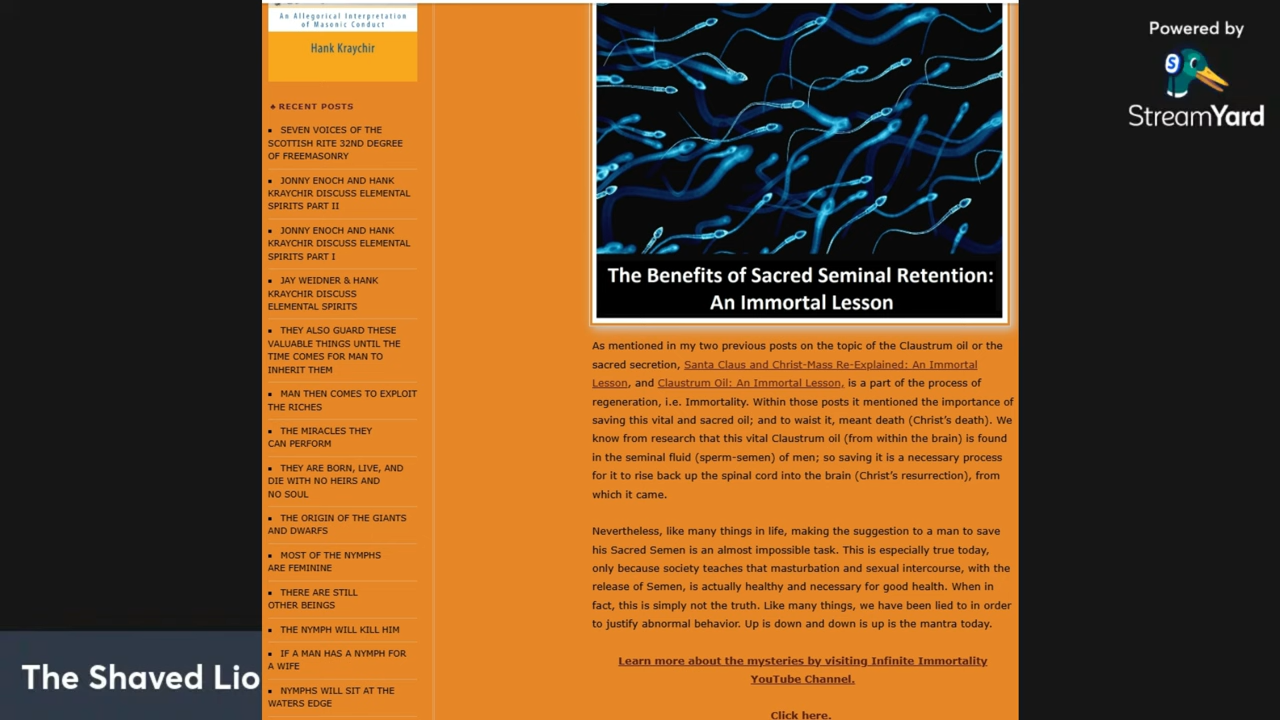 An Allegorical Interpretation
of Masonic Conduct
Hank Kraychir
♠ RECENT POSTS
▪ SEVEN VOICES OF THE
SCOTTISH RITE 32ND DEGREE
OF FREEMASONRY
▪ JONNY ENOCH AND HANK
KRAYCHIR DISCUSS ELEMENTAL
SPIRITS PART II
▪ JONNY ENOCH AND HANK
KRAYCHIR DISCUSS ELEMENTAL
SPIRITS PART I
▪ JAY WEIDNER & HANK
KRAYCHIR DISCUSS
ELEMENTAL SPIRITS
▪ THEY ALSO GUARD THESE
VALUABLE THINGS UNTIL THE
TIME COMES FOR MAN TO
INHERIT THEM
▪ MAN THEN COMES TO EXPLOIT
THE RICHES
▪ THE MIRACLES THEY
CAN PERFORM
▪ THEY ARE BORN, LIVE, AND
DIE WITH NO HEIRS AND
NO SOUL
▪ THE ORIGIN OF THE GIANTS
AND DWARFS
▪ MOST OF THE NYMPHS
ARE FEMININE
▪ THERE ARE STILL
OTHER BEINGS
▪ THE NYMPH WILL KILL HIM
▪ IF A MAN HAS A NYMPH FOR
A WIFE
▪ NYMPHS WILL SIT AT THE
WATERS EDGE
The Benefits of Sacred Seminal Retention:
An Immortal Lesson
As mentioned in my two previous posts on the topic of the Claustrum oil or the
sacred secretion, Santa Claus and Christ-Mass Re-Explained: An Immortal
Lesson, and Claustrum Oil: An Immortal Lesson, is a part of the process of
regeneration, i.e. Immortality. Within those posts it mentioned the importance of
saving this vital and sacred oil; and to waist it, meant death (Christ's death). We
know from research that this vital Claustrum oil (from within the brain) is found
in the seminal fluid (sperm-semen) of men; so saving it is a necessary process
for it to rise back up the spinal cord into the brain (Christ's resurrection), from
which it came.
Nevertheless, like many things in life, making the suggestion to a man to save
his Sacred Semen is an almost impossible task. This is especially true today,
only because society teaches that masturbation and sexual intercourse, with the
release of Semen, is actually healthy and necessary for good health. When in
fact, this is simply not the truth. Like many things, we have been lied to in order
to justify abnormal behavior. Up is down and down is up is the mantra today.
Learn more about the mysteries by visiting Infinite Immortality
YouTube Channel.
Click here.
Powered by
S
StreamYard
The Shaved Lio